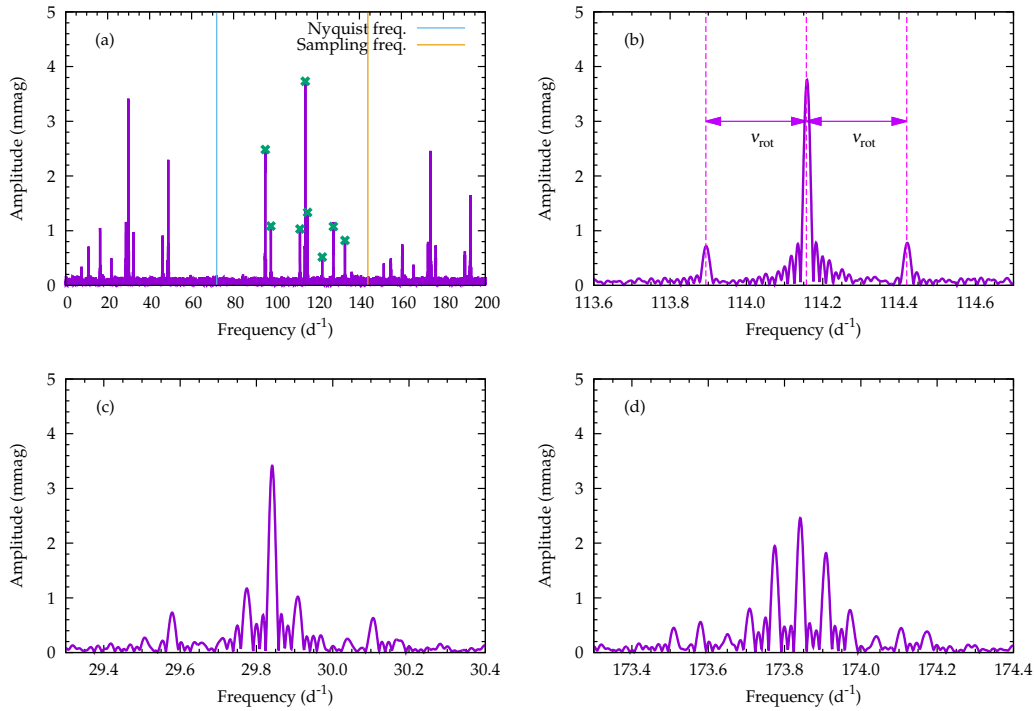 (a)
Nyquist freq.
Sampling freq.
Amplitude (mmag)
5
4
3
2
1
0
0 20 40 60 80 100 120 140 160 180 200
Frequency (d⁻¹)
(b)
Amplitude (mmag)
5
4
3
2
1
0
νrot νrot
113.6 113.8 114.0 114.2 114.4 114.6
Frequency (d⁻¹)
(c)
Amplitude (mmag)
5
4
3
2
1
0
29.4 29.6 29.8 30.0 30.2 30.4
Frequency (d⁻¹)
(d)
Amplitude (mmag)
5
4
3
2
1
0
173.4 173.6 173.8 174.0 174.2 174.4
Frequency (d⁻¹)